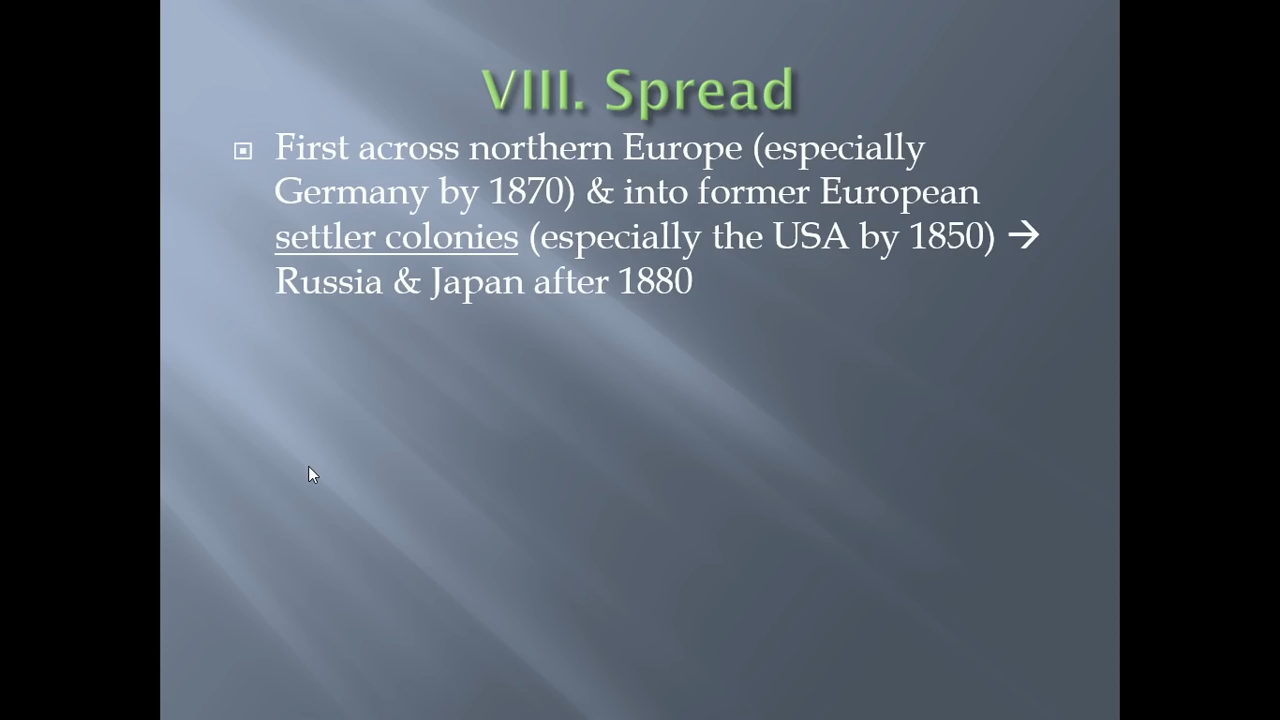 VIII. Spread
First across northern Europe (especially
Germany by 1870) & into former European
settler colonies (especially the USA by 1850) →
Russia & Japan after 1880